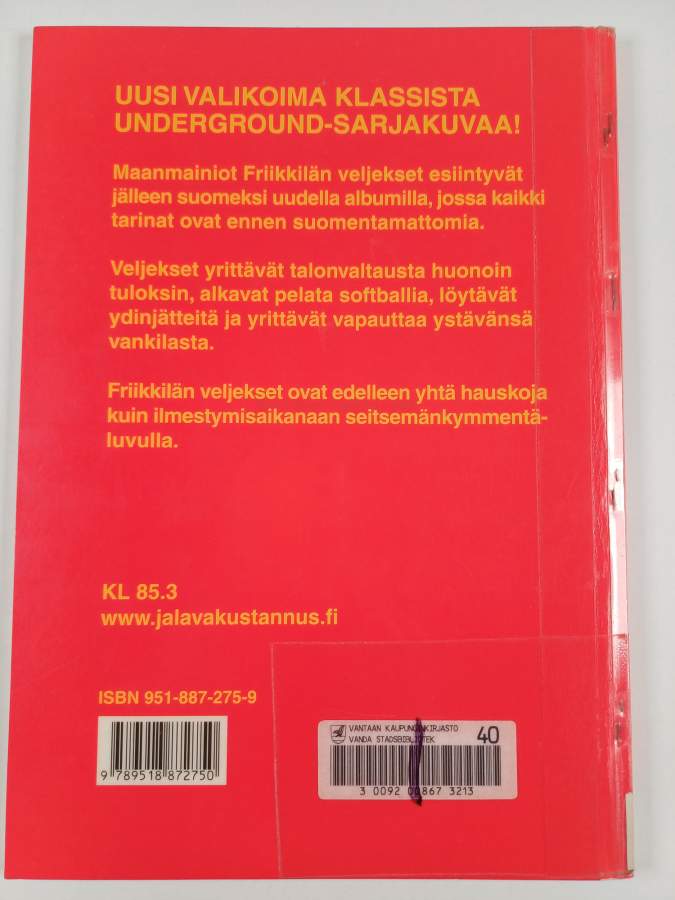 UUSI VALIKOIMA KLASSISTA
UNDERGROUND-SARJAKUVAA!
Maanmainiot Friikkilän veljekset esiintyvät
jälleen suomeksi uudella albumilla, jossa kaikki
tarinat ovat ennen suomentamattomia.
Veljekset yrittävät talonvaltausta huonoin
tuloksin, alkavat pelata softballia, löytävät
ydinjätteitä ja yrittävät vapauttaa ystävänsä
vankilasta.
Friikkilän veljekset ovat edelleen yhtä hauskoja
kuin ilmestymisaikanaan seitsemänkymmentä-
luvulla.
KL 85.3
www.jalavakustannus.fi
ISBN 951-887-275-9
9 789518 872750
VANTAAN KAUPUNGINKIRJASTO
VANDA STADSBIBLIOTEK
40
3 0092 00867 3213